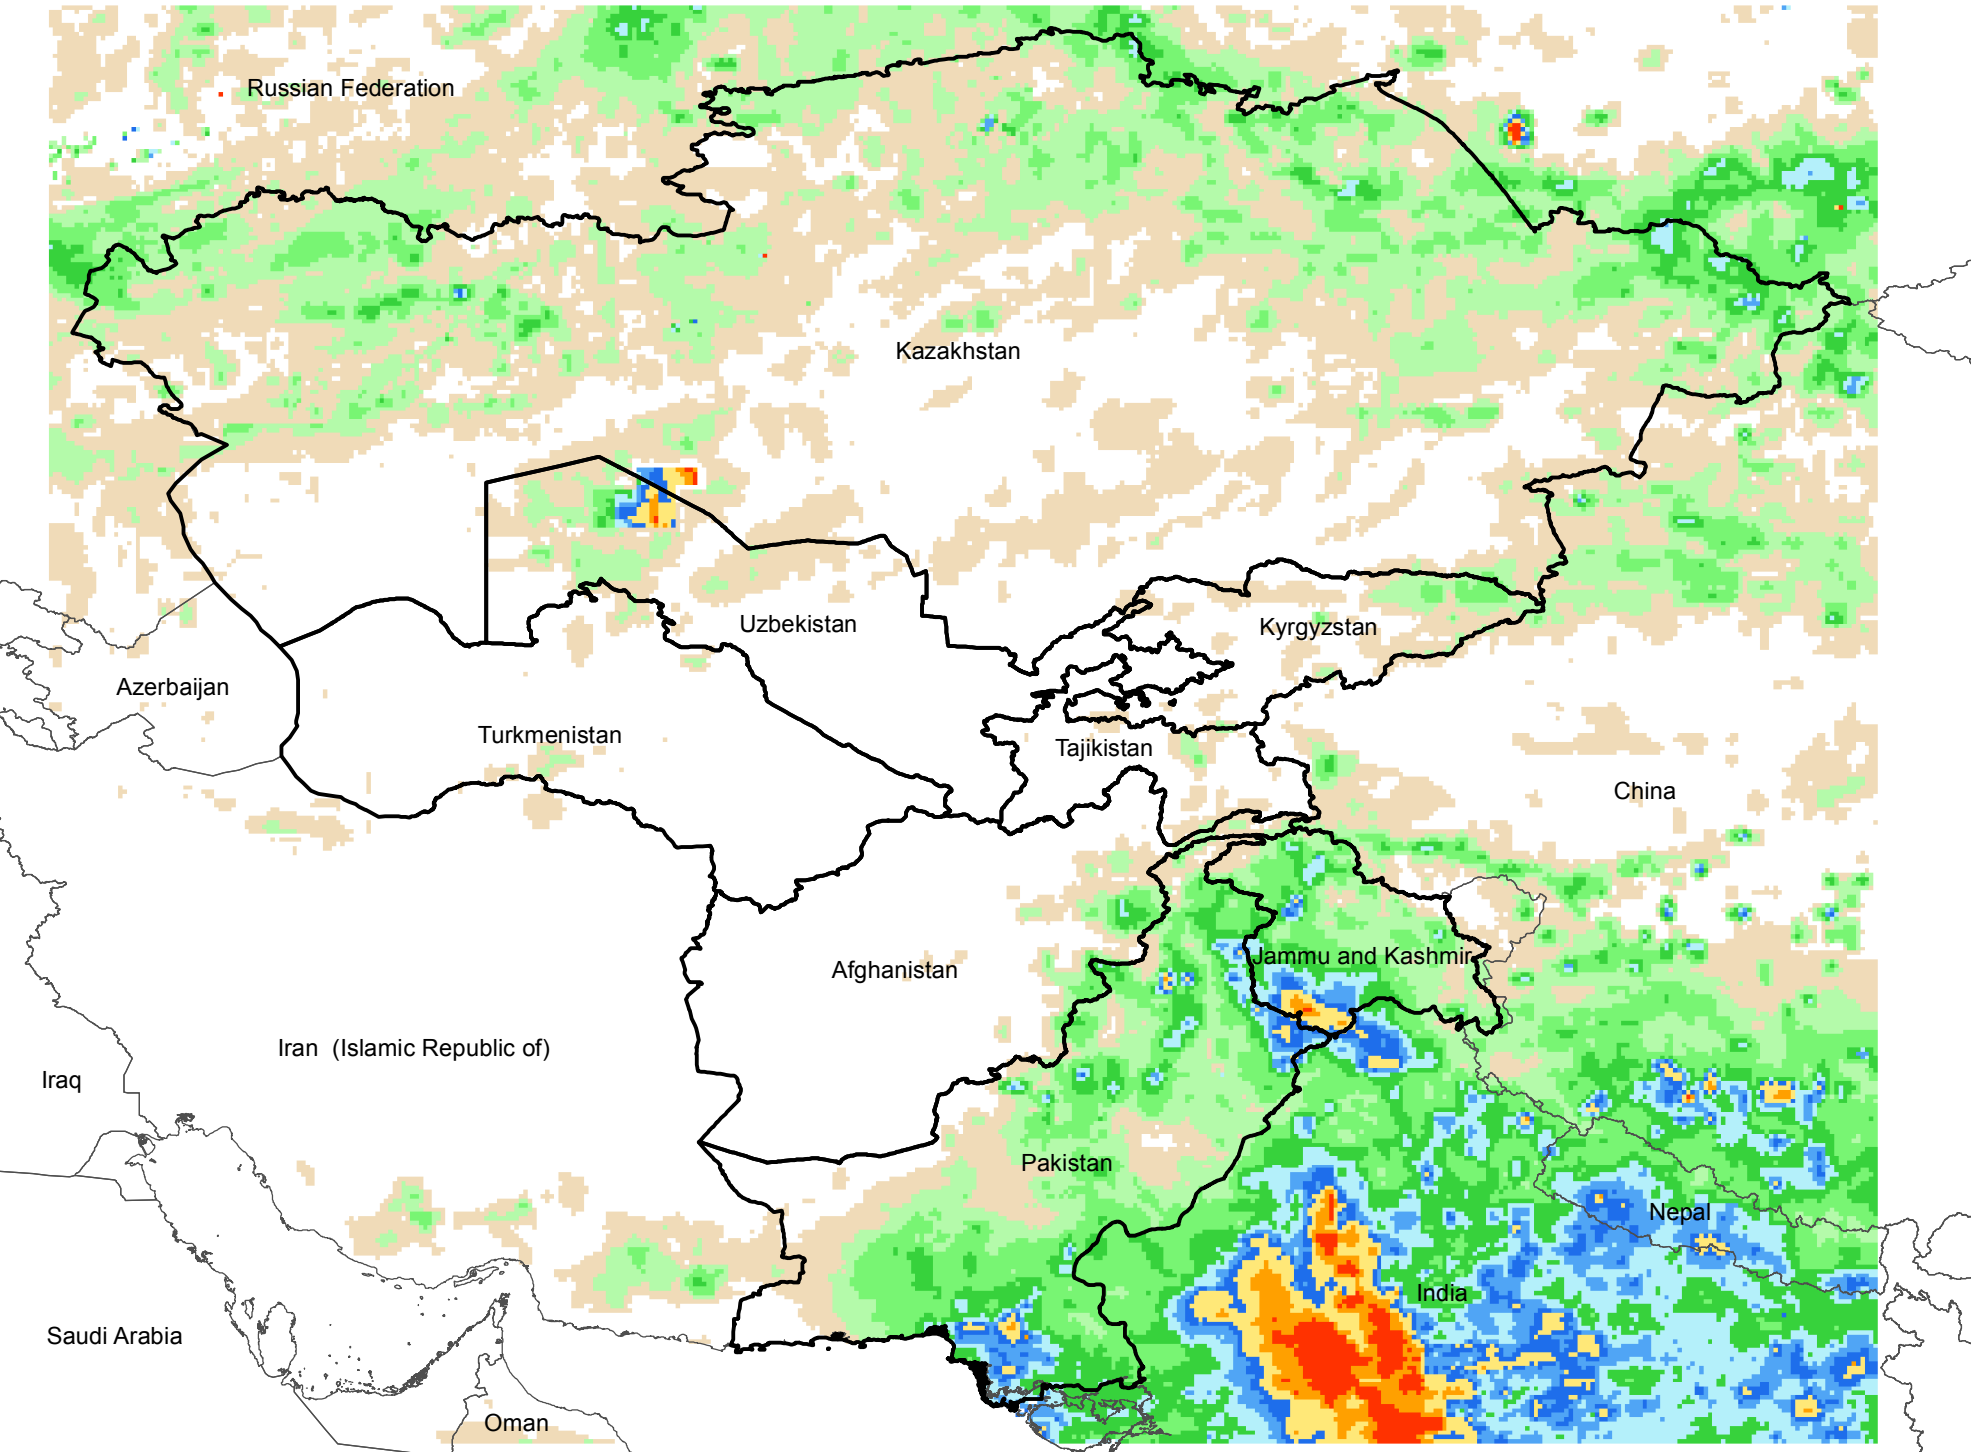 Russian Federation
Kazakhstan
Uzbekistan
Kyrgyzstan
Azerbaijan
Turkmenistan
Tajikistan
China
Jammu and Kashmir
Afghanistan
Iran  (Islamic Republic of)
Iraq
Pakistan
Nepal
India
Saudi Arabia
Oman